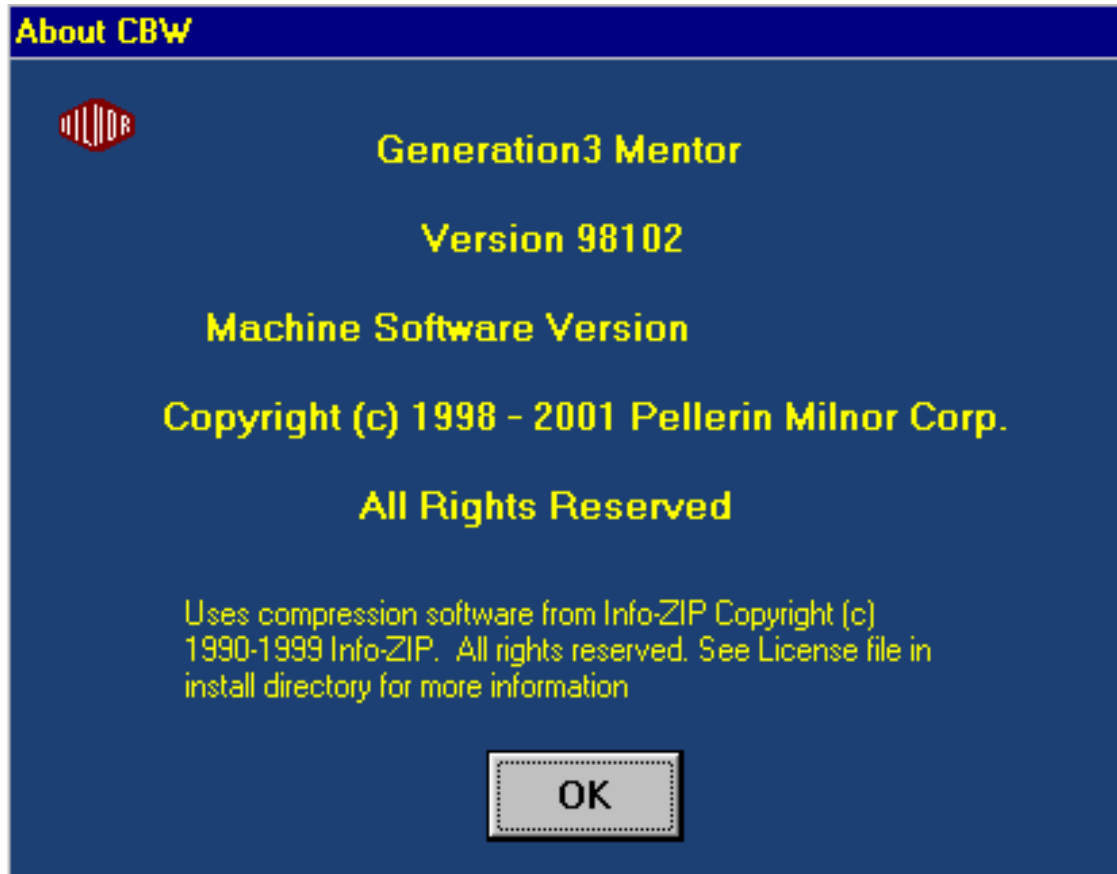 About CBW
MILNOR
Generation3 Mentor
Version 98102
Machine Software Version
Copyright (c) 1998 - 2001 Pellerin Milnor Corp.
All Rights Reserved
Uses compression software from Info-ZIP Copyright (c)
1990-1999 Info-ZIP.  All rights reserved. See License file in
install directory for more information
OK